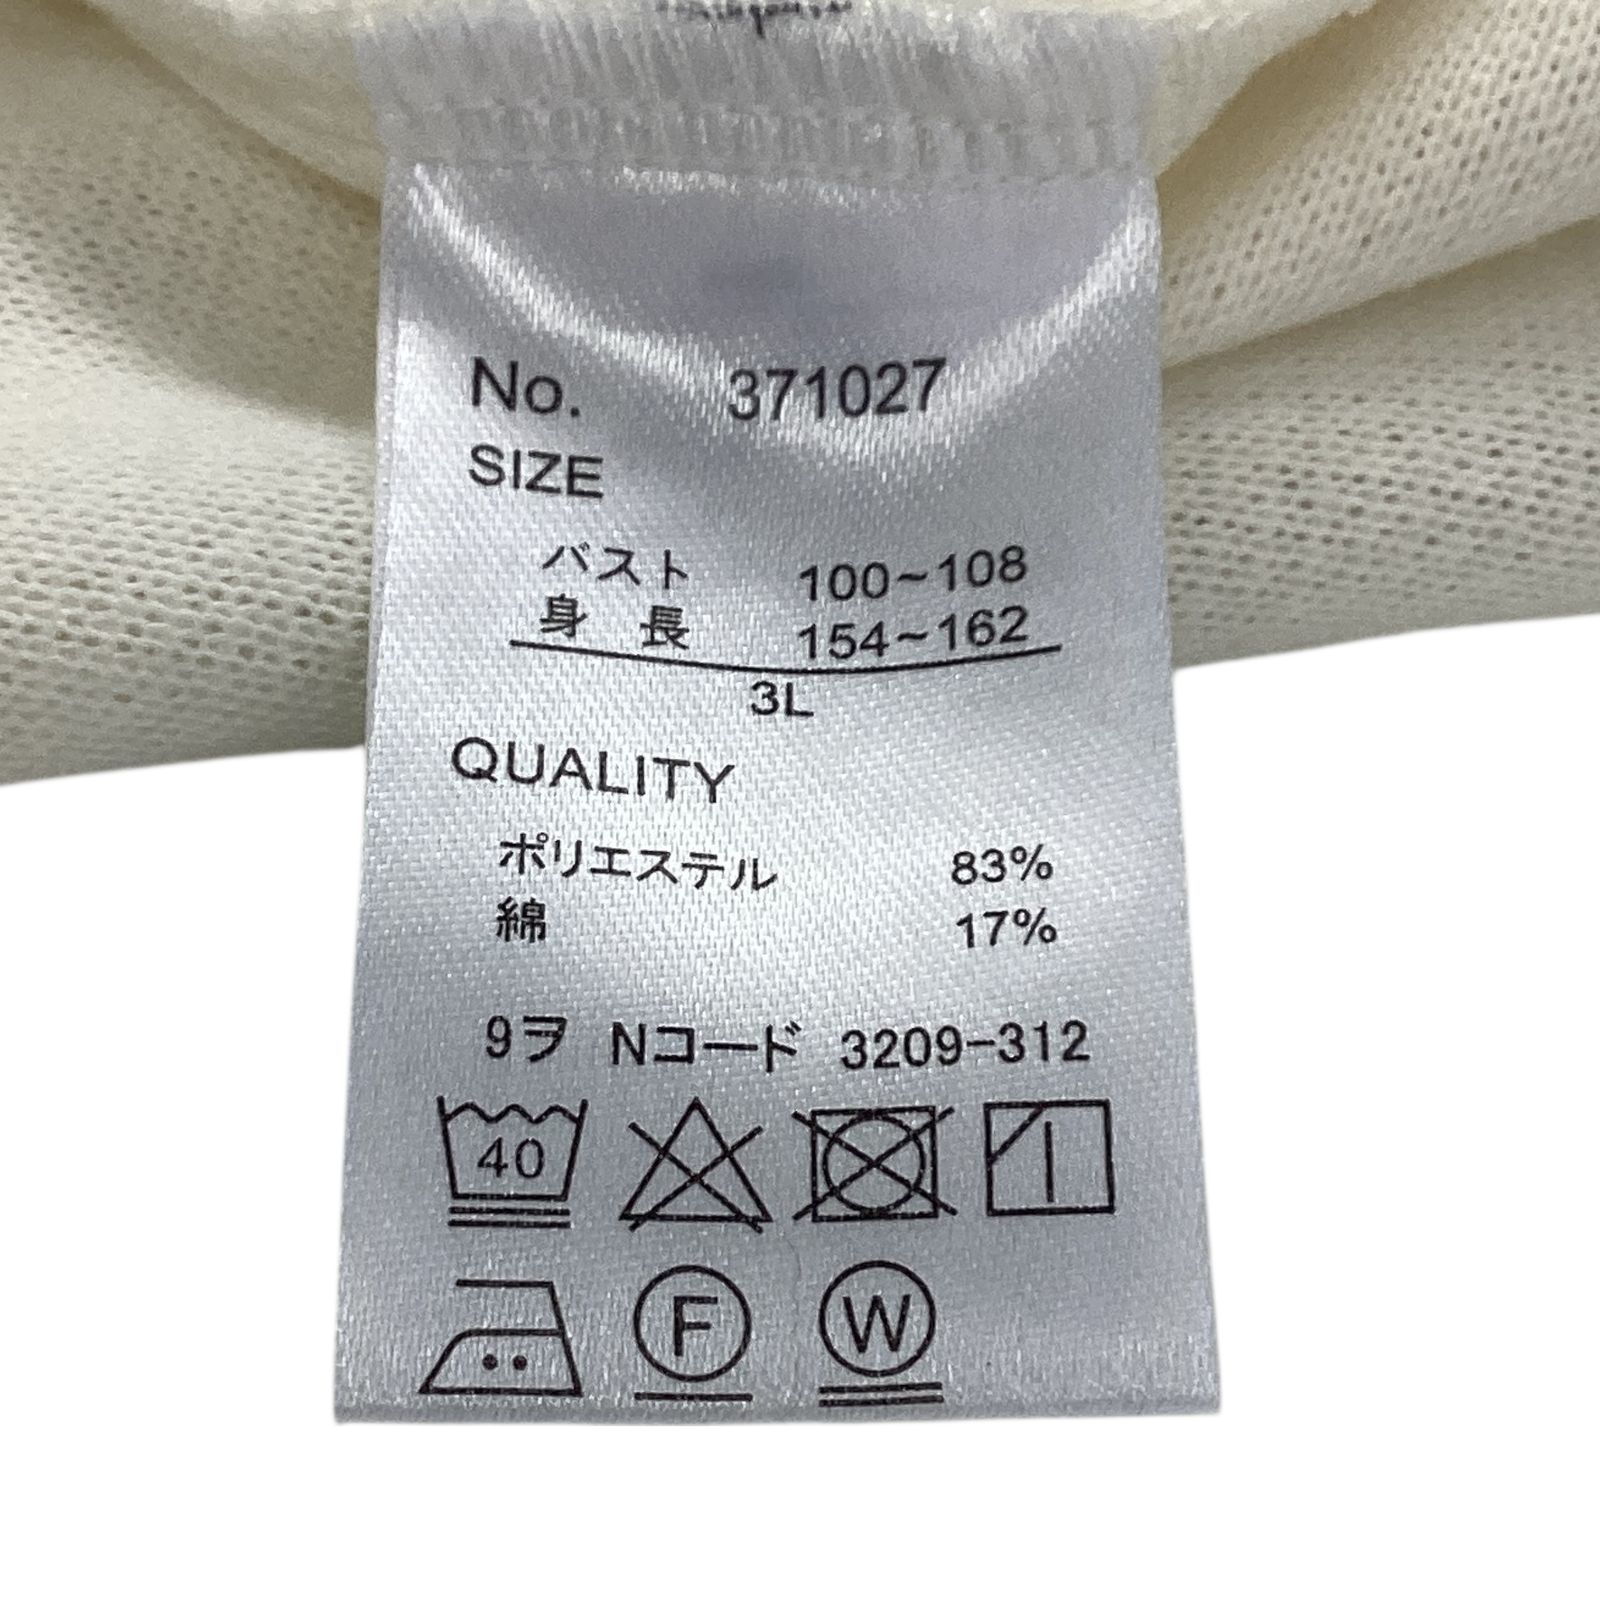 No. 371027
SIZE
バスト 100~108
身長 154~162
3L
QUALITY
ポリエステル 83%
綿 17%
9ヲ Nコード 3209-312
40
F W